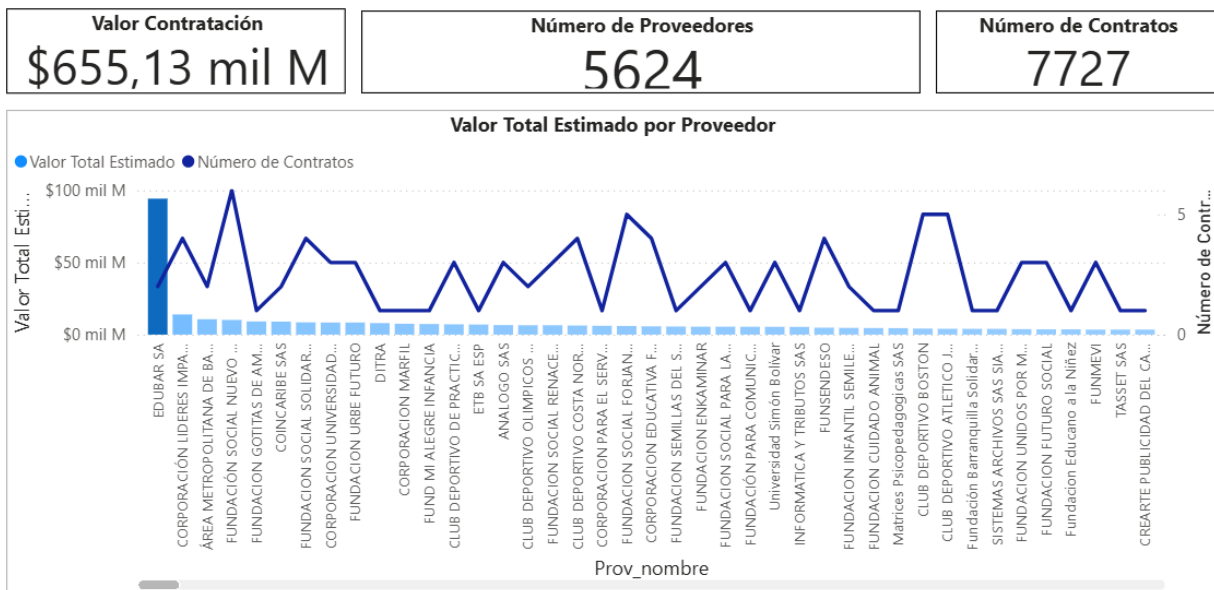 Valor Contratación
$655,13 mil M
Número de Proveedores
5624
Número de Contratos
7727
Valor Total Estimado por Proveedor
Valor Total Estimado
Número de Contratos
Valor Total Esti...
$100 mil M
$50 mil M
$0 mil M
5
0
Número de Contr...
EDUBAR SA
CORPORACIÓN LIDERES IMPA...
ÁREA METROPOLITANA DE BA...
FUNDACIÓN SOCIAL NUEVO ...
FUNDACION GOTITAS DE AM...
COINCARIBE SAS
FUNDACION SOCIAL SOLIDAR...
CORPORACION UNIVERSIDAD...
FUNDACION URBE FUTURO
DITRA
CORPORACION MARFIL
FUND MI ALEGRE INFANCIA
CLUB DEPORTIVO DE PRACTIC...
ETB SA ESP
ANALOGO SAS
CLUB DEPORTIVO OLIMPICOS ...
FUNDACION SOCIAL RENACE...
CLUB DEPORTIVO COSTA NOR...
CORPORACION PARA EL SERV...
FUNDACION SOCIAL FORJAN...
CORPORACION EDUCATIVA F...
FUNDACION SEMILLAS DEL S...
FUNDACION ENKAMINAR
FUNDACION SOCIAL PARA LA...
FUNDACIÓN PARA COMUNIC...
Universidad Simón Bolívar
INFORMATICA Y TRIBUTOS SAS
FUNSENDESO
FUNDACION INFANTIL SEMILE...
FUNDACION CUIDADO ANIMAL
Matrices Psicopedagogicas SAS
CLUB DEPORTIVO BOSTON
CLUB DEPORTIVO ATLETICO J...
Fundación Barranquilla Solidar...
SISTEMAS ARCHIVOS SAS SIA...
FUNDACION UNIDOS POR M...
FUNDACION FUTURO SOCIAL
Fundacion Educano a la Niñez
FUNMEVI
TASSET SAS
CREARTE PUBLICIDAD DEL CA...
Prov_nombre